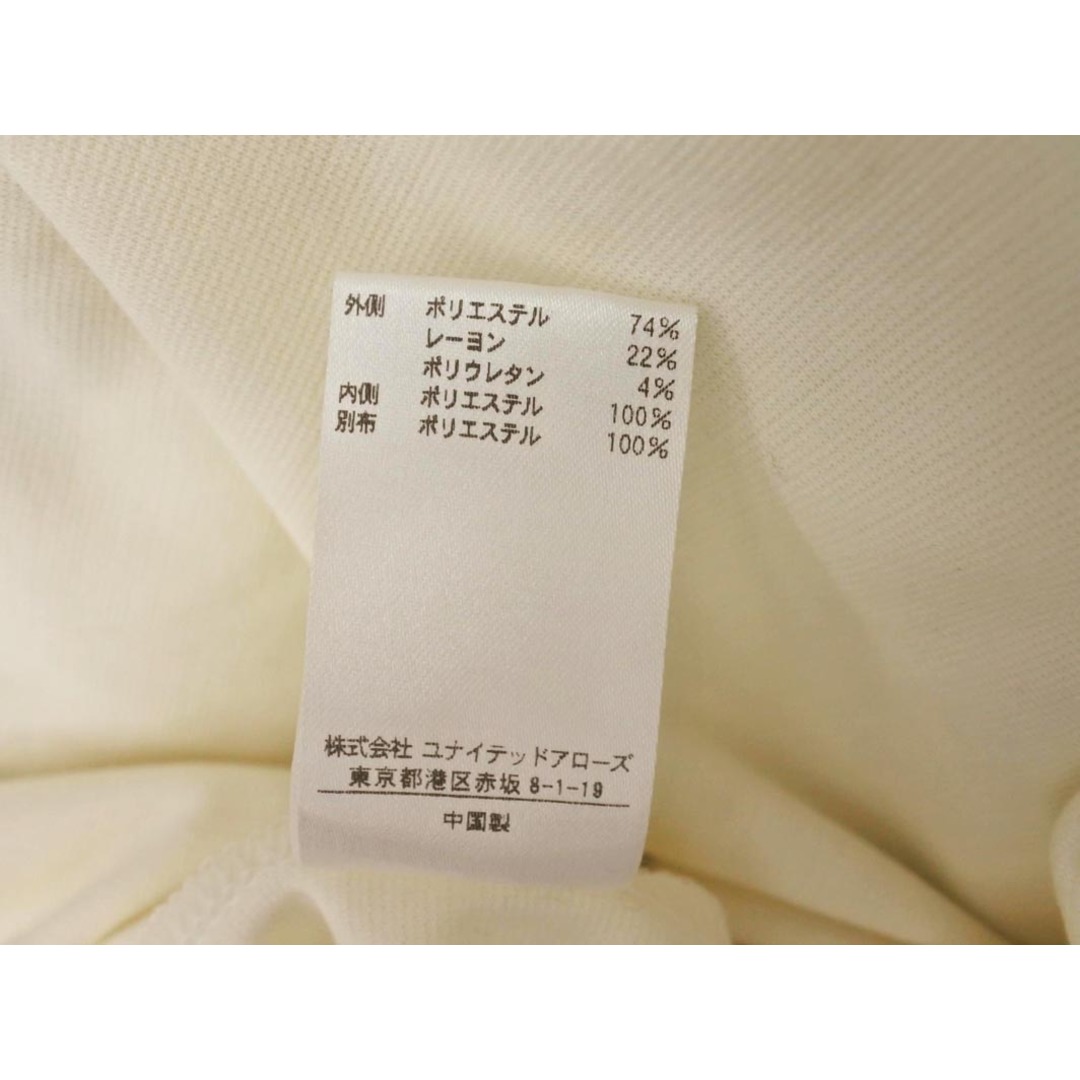 外側 ポリエステル 74%
レーヨン 22%
ポリウレタン 4%
内側 ポリエステル 100%
別布 ポリエステル 100%
株式会社 ユナイテッドアローズ
東京都港区赤坂 8-1-19
中国製